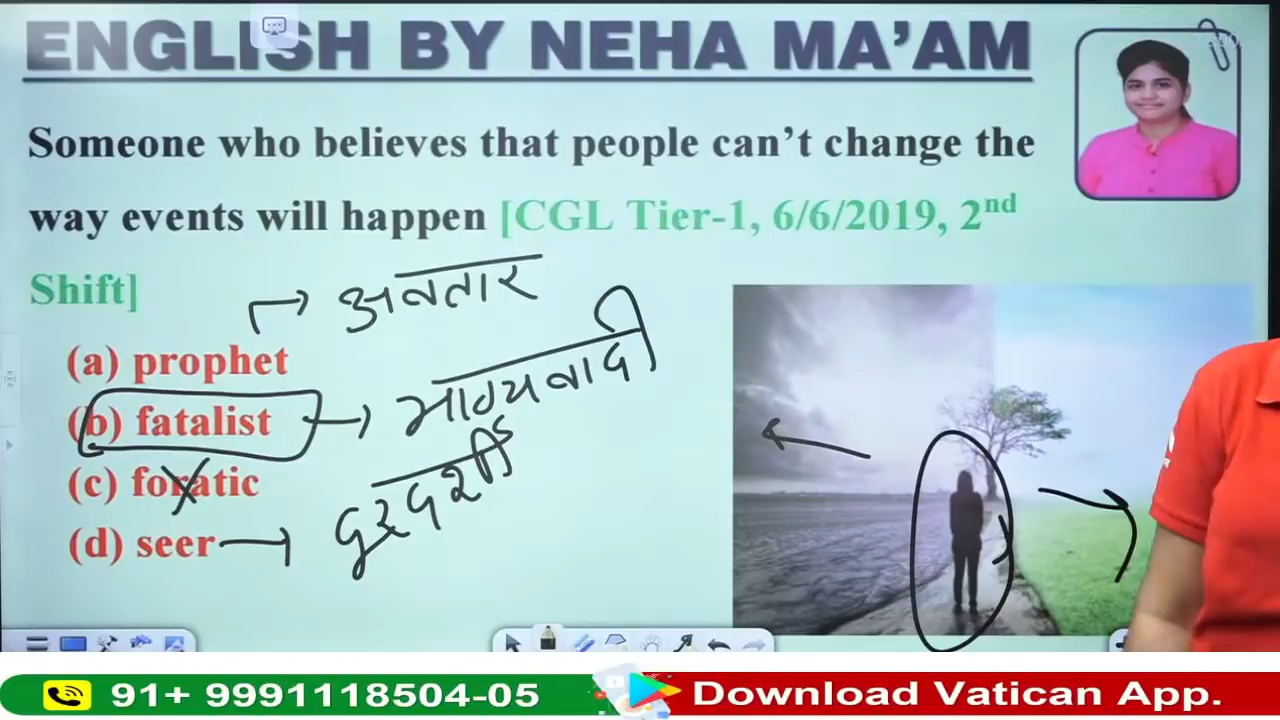 ENGLISH BY NEHA MA’AM
Someone who believes that people can’t change the
way events will happen [CGL Tier-1, 6/6/2019, 2nd
Shift]
अवतार
(a) prophet
(b) fatalist
भाग्यवादी
(c) foratic
(d) seer
दूरदर्शी
91+ 9991118504-05
Download Vatican App.